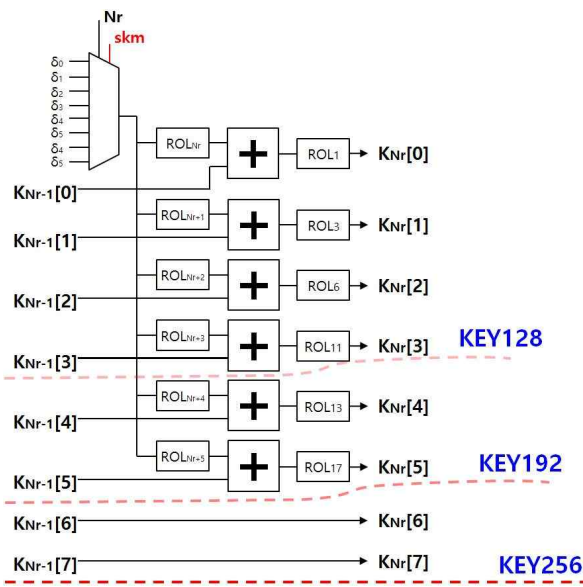 Nr
skm
δ0
δ1
δ2
δ3
δ4
δ5
δ4
δ5
ROLNr + ROL1 KNr[0]
KNr-1[0]
ROLNr+1 + ROL3 KNr[1]
KNr-1[1]
ROLNr+2 + ROL6 KNr[2]
KNr-1[2]
ROLNr+3 + ROL11 KNr[3] KEY128
KNr-1[3]
ROLNr+4 + ROL13 KNr[4]
KNr-1[4]
ROLNr+5 + ROL17 KNr[5] KEY192
KNr-1[5]
KNr-1[6] KNr[6]
KNr-1[7] KNr[7] KEY256